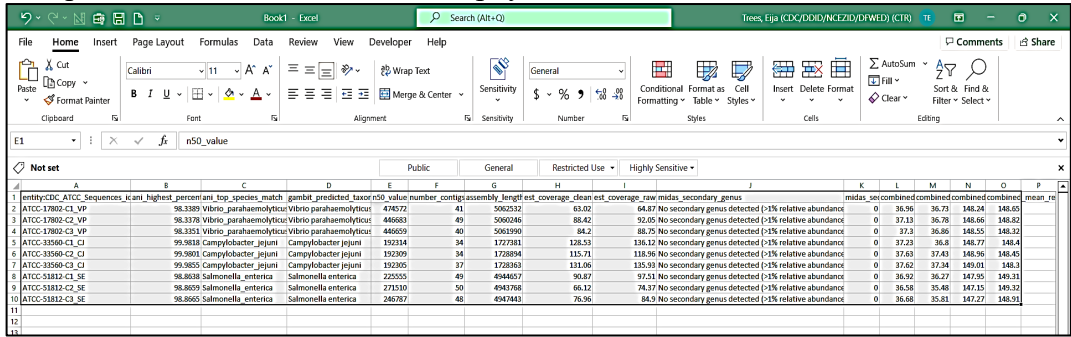 Book1 - Excel
Search (Alt+Q)
Trees, Eija (CDC/DDID/NCEZID/DFWED) (CTR) TE
File Home Insert Page Layout Formulas Data Review View Developer Help
Comments Share
Paste
Cut
Copy
Format Painter
Calibri 11
B I U
Wrap Text
Merge & Center
Sensitivity
General
Conditional Formatting
Format as Table
Cell Styles
Insert Delete Format
AutoSum
Fill
Clear
Sort & Filter
Find & Select
Clipboard Font Alignment Sensitivity Number Styles Cells Editing
E1 fx n50_value
Not set Public General Restricted Use Highly Sensitive
A B C D E F G H I J K L M N O P
1 entity:CDC_ATCC_Sequences_id ani_highest_percent ani_top_species_match gambit_predicted_taxon n50_value number_contigs assembly_length est_coverage_clean est_coverage_raw midas_secondary_genus midas_sec combined combined combined combined _mean_re
2 ATCC-17802-C1_VP 98.3389 Vibrio_parahaemolyticus Vibrio parahaemolyticus 474572 41 5062532 63.02 64.87 No secondary genus detected (>1% relative abundance 0 36.96 36.73 148.24 148.65
3 ATCC-17802-C2_VP 98.3378 Vibrio_parahaemolyticus Vibrio parahaemolyticus 446683 49 5060246 88.42 92.05 No secondary genus detected (>1% relative abundance 0 37.13 36.78 148.66 148.82
4 ATCC-17802-C3_VP 98.3351 Vibrio_parahaemolyticus Vibrio parahaemolyticus 446659 40 5061990 84.2 88.75 No secondary genus detected (>1% relative abundance 0 37.3 36.86 148.55 148.32
5 ATCC-33560-C1_CJ 99.9818 Campylobacter_jejuni Campylobacter jejuni 192314 34 1727381 128.53 136.12 No secondary genus detected (>1% relative abundance 0 37.23 36.8 148.77 148.4
6 ATCC-33560-C2_CJ 99.9801 Campylobacter_jejuni Campylobacter jejuni 192309 34 1728894 115.71 118.96 No secondary genus detected (>1% relative abundance 0 37.63 37.43 148.96 148.45
7 ATCC-33560-C3_CJ 99.9855 Campylobacter_jejuni Campylobacter jejuni 192305 37 1728363 131.06 135.93 No secondary genus detected (>1% relative abundance 0 37.62 37.34 149.01 148.3
8 ATCC-51812-C1_SE 98.8638 Salmonella_enterica Salmonella enterica 225555 49 4944657 90.87 97.51 No secondary genus detected (>1% relative abundance 0 36.92 36.27 147.95 149.31
9 ATCC-51812-C2_SE 98.8659 Salmonella_enterica Salmonella enterica 271510 50 4943768 66.12 74.37 No secondary genus detected (>1% relative abundance 0 36.58 35.48 147.15 149.32
10 ATCC-51812-C3_SE 98.8665 Salmonella_enterica Salmonella enterica 246787 48 4947443 76.96 84.9 No secondary genus detected (>1% relative abundance 0 36.68 35.81 147.27 148.91
11
12
13